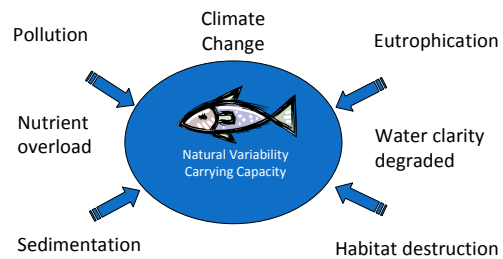 Pollution
Climate
Change
Eutrophication
Nutrient
overload
Natural Variability
Carrying Capacity
Water clarity
degraded
Sedimentation
Habitat destruction